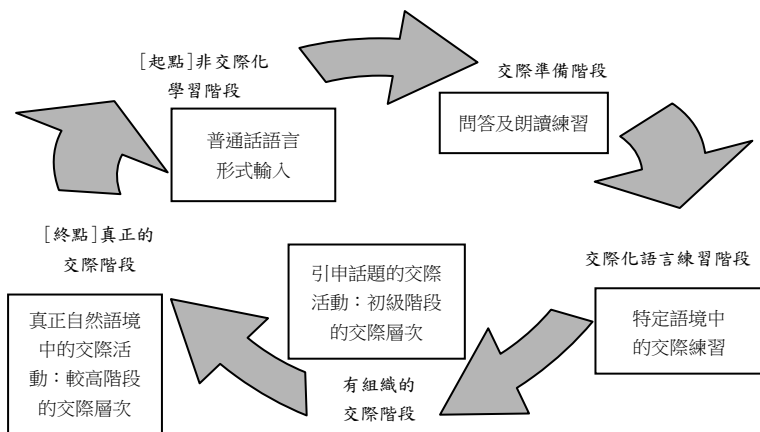 [起點]非交際化
學習階段
普通話語言
形式輸入
交際準備階段
問答及朗讀練習
交際化語言練習階段
特定語境中
的交際練習
引申話題的交際
活動：初級階段
的交際層次
有組織的
交際階段
[終點]真正的
交際階段
真正自然語境
中的交際活
動：較高階段
的交際層次